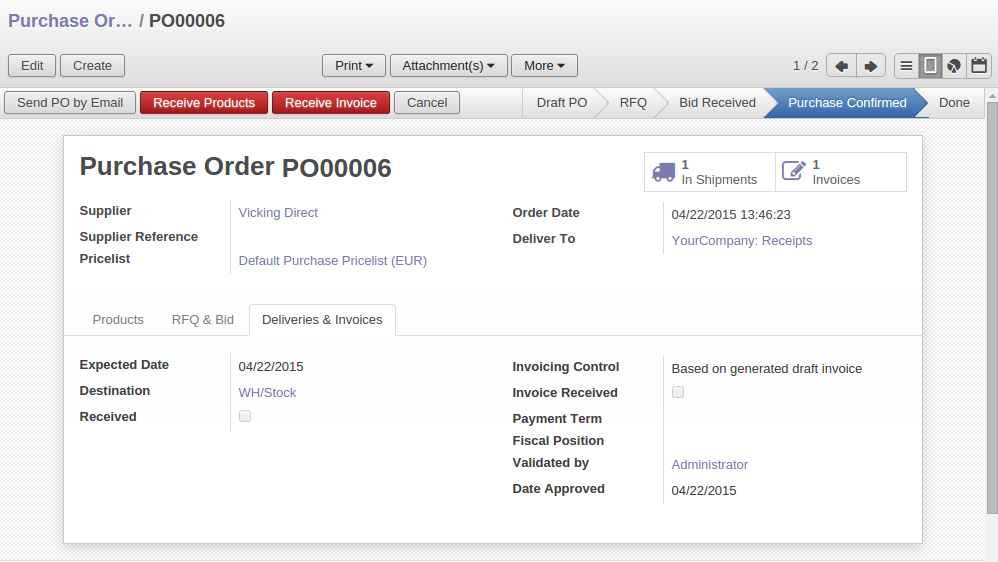 Purchase Or... / PO00006
Edit Create Print Attachment(s) More 1 / 2
Send PO by Email Receive Products Receive Invoice Cancel Draft PO RFQ Bid Received Purchase Confirmed Done
Purchase Order PO00006
1 In Shipments
1 Invoices
Supplier Vicking Direct
Supplier Reference
Pricelist Default Purchase Pricelist (EUR)
Order Date 04/22/2015 13:46:23
Deliver To YourCompany: Receipts
Products RFQ & Bid Deliveries & Invoices
Expected Date 04/22/2015
Destination WH/Stock
Received
Invoicing Control Based on generated draft invoice
Invoice Received
Payment Term
Fiscal Position
Validated by Administrator
Date Approved 04/22/2015